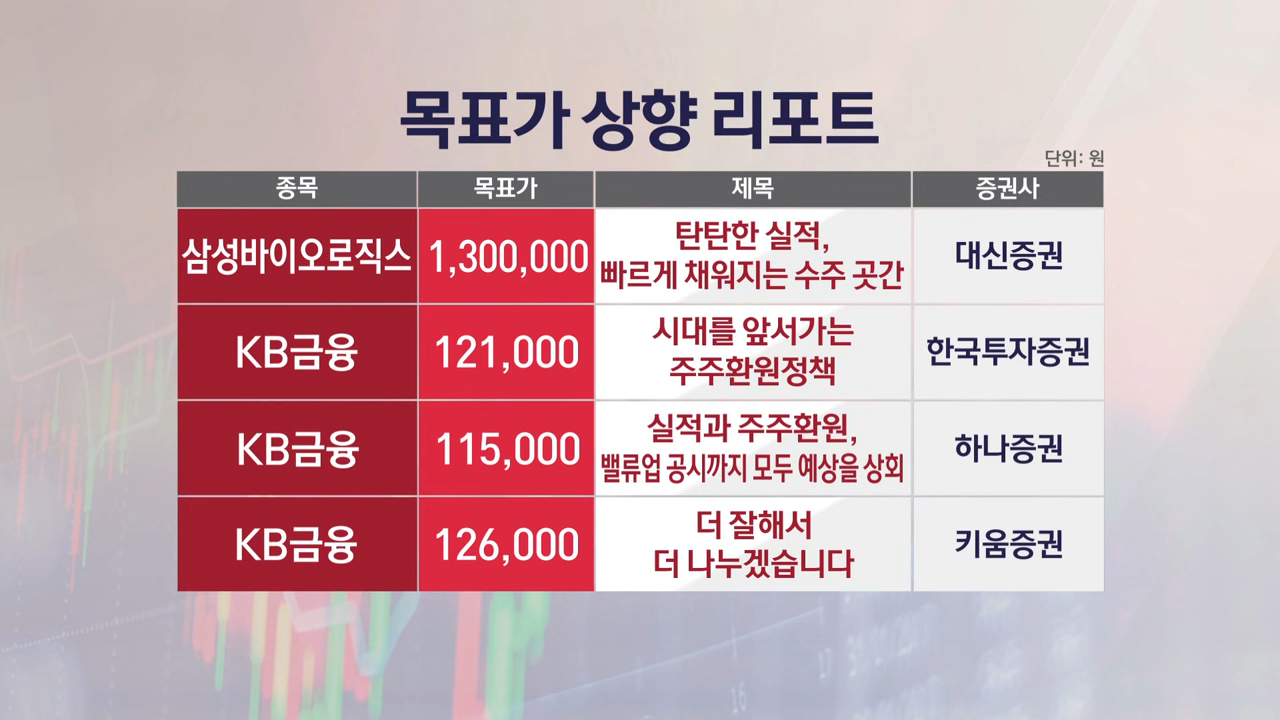 목표가 상향 리포트
단위: 원
종목 목표가 제목 증권사
삼성바이오로직스 1,300,000 탄탄한 실적,
빠르게 채워지는 수주 곳간 대신증권
KB금융 121,000 시대를 앞서가는
주주환원정책 한국투자증권
KB금융 115,000 실적과 주주환원,
밸류업 공시까지 모두 예상을 상회 하나증권
KB금융 126,000 더 잘해서
더 나누겠습니다 키움증권
17
16